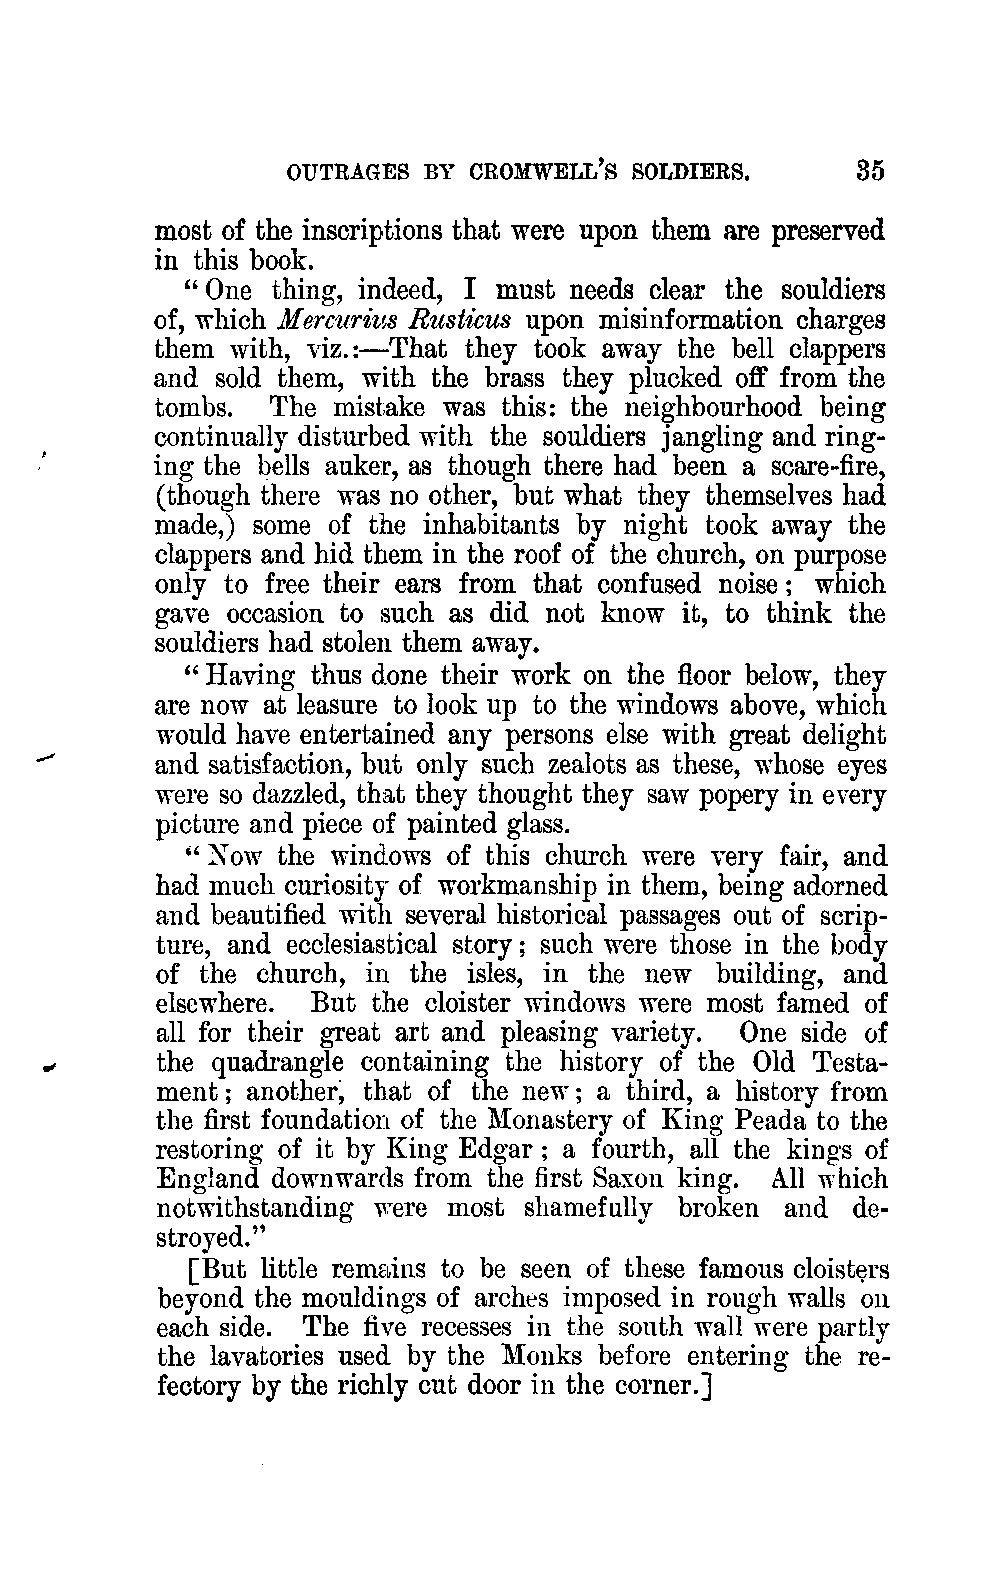 OUTRAGES BY CROMWELL'S SOLDIERS. 35
most of the inscriptions that were upon them are preserved
in this book.
"One thing, indeed, I must needs clear the souldiers
of, which Mercurius Rusticus upon misinformation charges
them with, viz.:—That they took away the bell clappers
and sold them, with the brass they plucked off from the
tombs. The mistake was this: the neighbourhood being
continually disturbed with the souldiers jangling and ring-
ing the bells auker, as though there had been a scare-fire,
(though there was no other, but what they themselves had
made,) some of the inhabitants by night took away the
clappers and hid them in the roof of the church, on purpose
only to free their ears from that confused noise; which
gave occasion to such as did not know it, to think the
souldiers had stolen them away.
"Having thus done their work on the floor below, they
are now at leasure to look up to the windows above, which
would have entertained any persons else with great delight
and satisfaction, but only such zealots as these, whose eyes
were so dazzled, that they thought they saw popery in every
picture and piece of painted glass.
"Now the windows of this church were very fair, and
had much curiosity of workmanship in them, being adorned
and beautified with several historical passages out of scrip-
ture, and ecclesiastical story; such were those in the body
of the church, in the isles, in the new building, and
elsewhere. But the cloister windows were most famed of
all for their great art and pleasing variety. One side of
the quadrangle containing the history of the Old Testa-
ment; another, that of the new; a third, a history from
the first foundation of the Monastery of King Peada to the
restoring of it by King Edgar; a fourth, all the kings of
England downwards from the first Saxon king. All which
notwithstanding were most shamefully broken and de-
stroyed."
[But little remains to be seen of these famous cloisters
beyond the mouldings of arches imposed in rough walls on
each side. The five recesses in the south wall were partly
the lavatories used by the Monks before entering the re-
fectory by the richly cut door in the corner.]